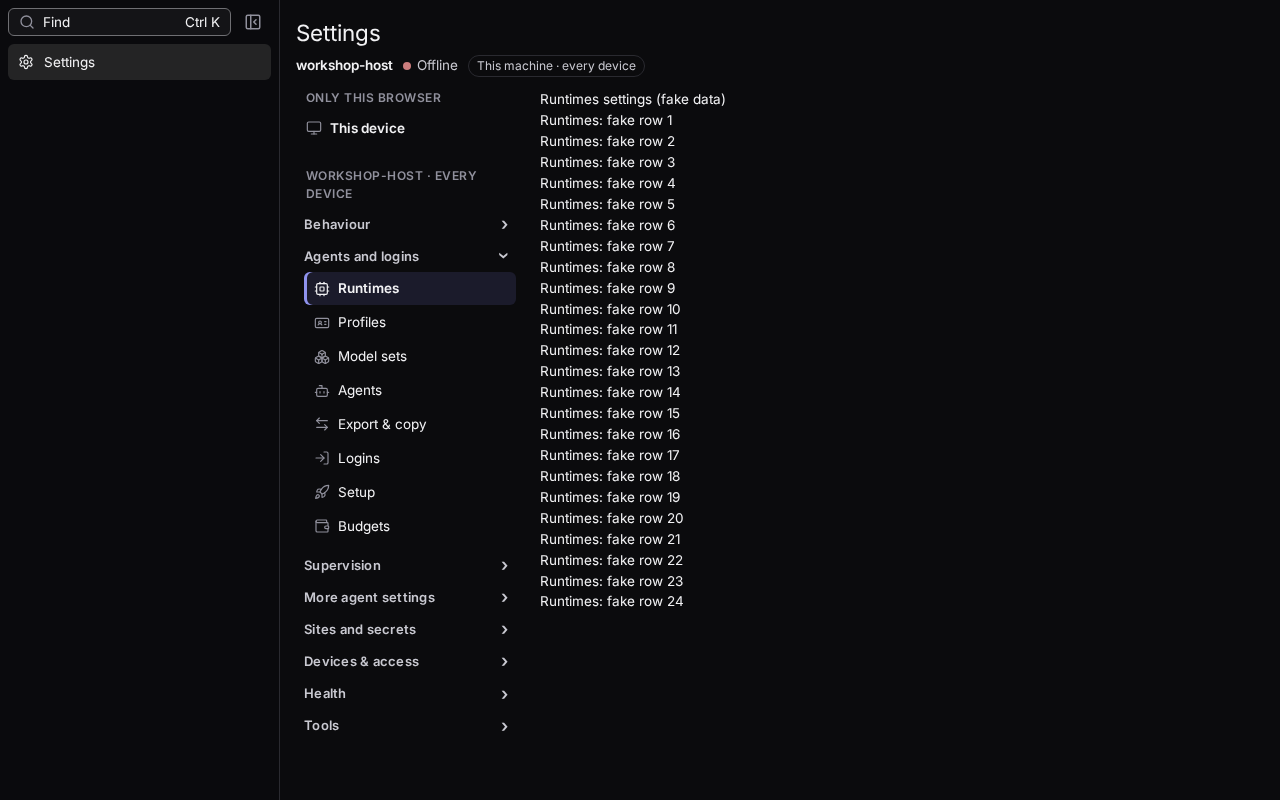 Find
Ctrl K
Settings
Settings
workshop-host
Offline
This machine · every device
ONLY THIS BROWSER
This device
WORKSHOP-HOST · EVERY
DEVICE
Behaviour
Agents and logins
Runtimes
Profiles
Model sets
Agents
Export & copy
Logins
Setup
Budgets
Supervision
More agent settings
Sites and secrets
Devices & access
Health
Tools
Runtimes settings (fake data)
Runtimes: fake row 1
Runtimes: fake row 2
Runtimes: fake row 3
Runtimes: fake row 4
Runtimes: fake row 5
Runtimes: fake row 6
Runtimes: fake row 7
Runtimes: fake row 8
Runtimes: fake row 9
Runtimes: fake row 10
Runtimes: fake row 11
Runtimes: fake row 12
Runtimes: fake row 13
Runtimes: fake row 14
Runtimes: fake row 15
Runtimes: fake row 16
Runtimes: fake row 17
Runtimes: fake row 18
Runtimes: fake row 19
Runtimes: fake row 20
Runtimes: fake row 21
Runtimes: fake row 22
Runtimes: fake row 23
Runtimes: fake row 24